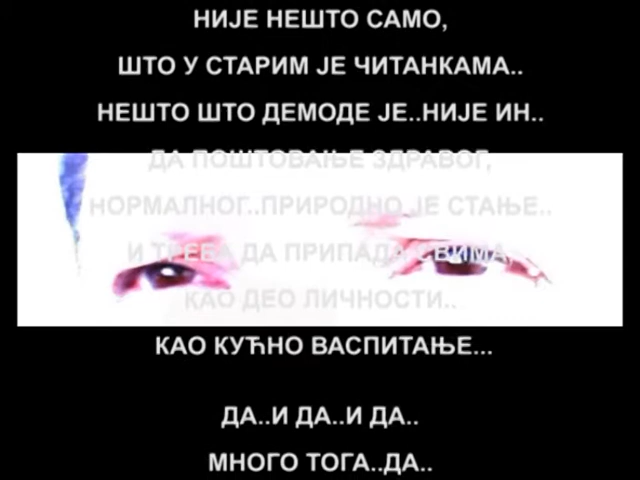 НИЈЕ НЕШТО САМО,
ШТО У СТАРИМ ЈЕ ЧИТАНКАМА..
НЕШТО ШТО ДЕМОДЕ ЈЕ..НИЈЕ ИН..
ДА ПОШТОВАЊЕ ЗДРАВОГ,
НОРМАЛНОГ..ПРИРОДНО ЈЕ СТАЊЕ..
И ТРЕБА ДА ПРИПАДА СВИМА,
КАО ДЕО ЛИЧНОСТИ..
КАО КУЋНО ВАСПИТАЊЕ...
ДА..И ДА..И ДА..
МНОГО ТОГА..ДА..